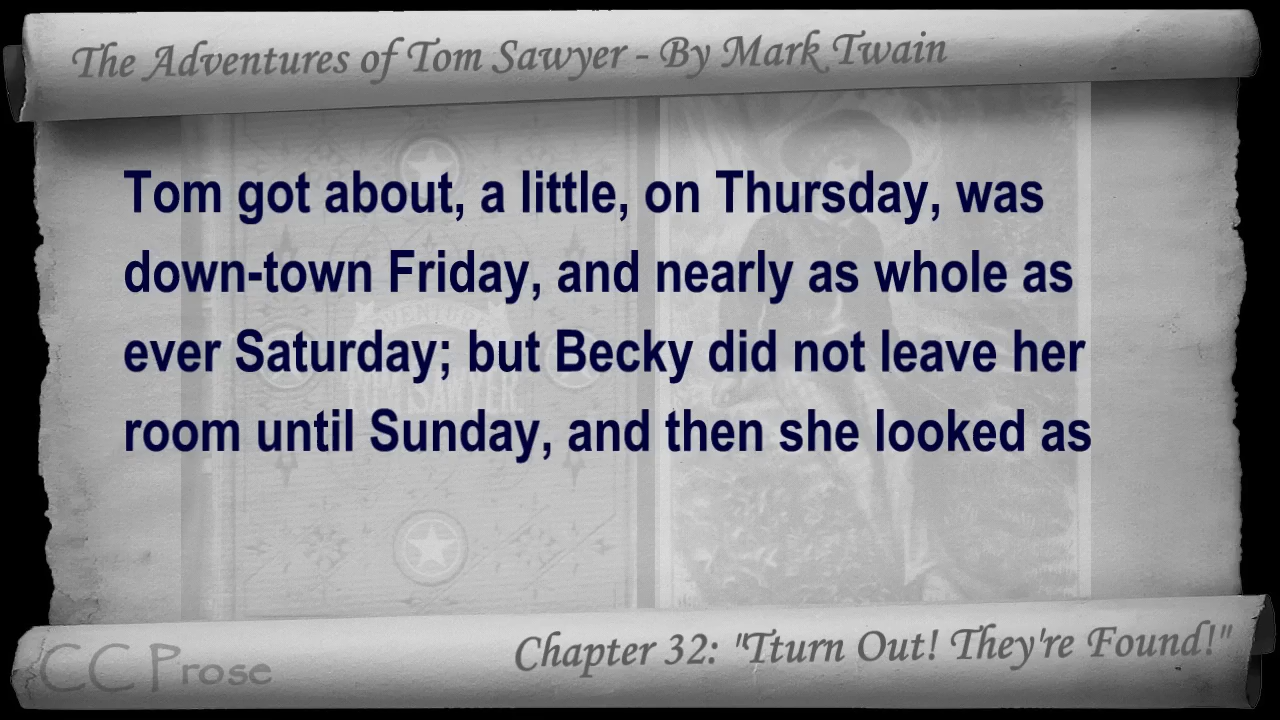 The Adventures of Tom Sawyer - By Mark Twain
Tom got about, a little, on Thursday, was
down-town Friday, and nearly as whole as
ever Saturday; but Becky did not leave her
room until Sunday, and then she looked as
CC Prose
Chapter 32: "Tturn Out! They're Found!"